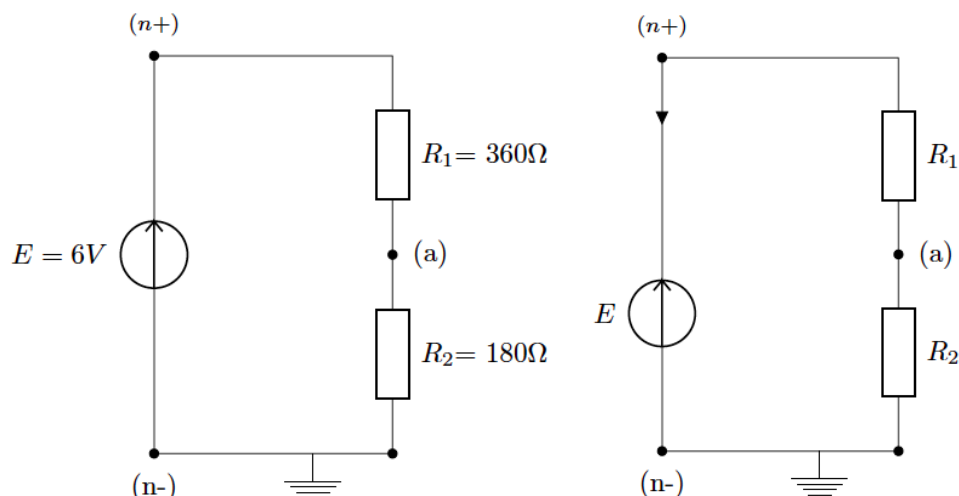 (n+)
R₁= 360Ω
E = 6V
(a)
R₂= 180Ω
(n-)
(n+)
R₁
(a)
E
R₂
(n-)